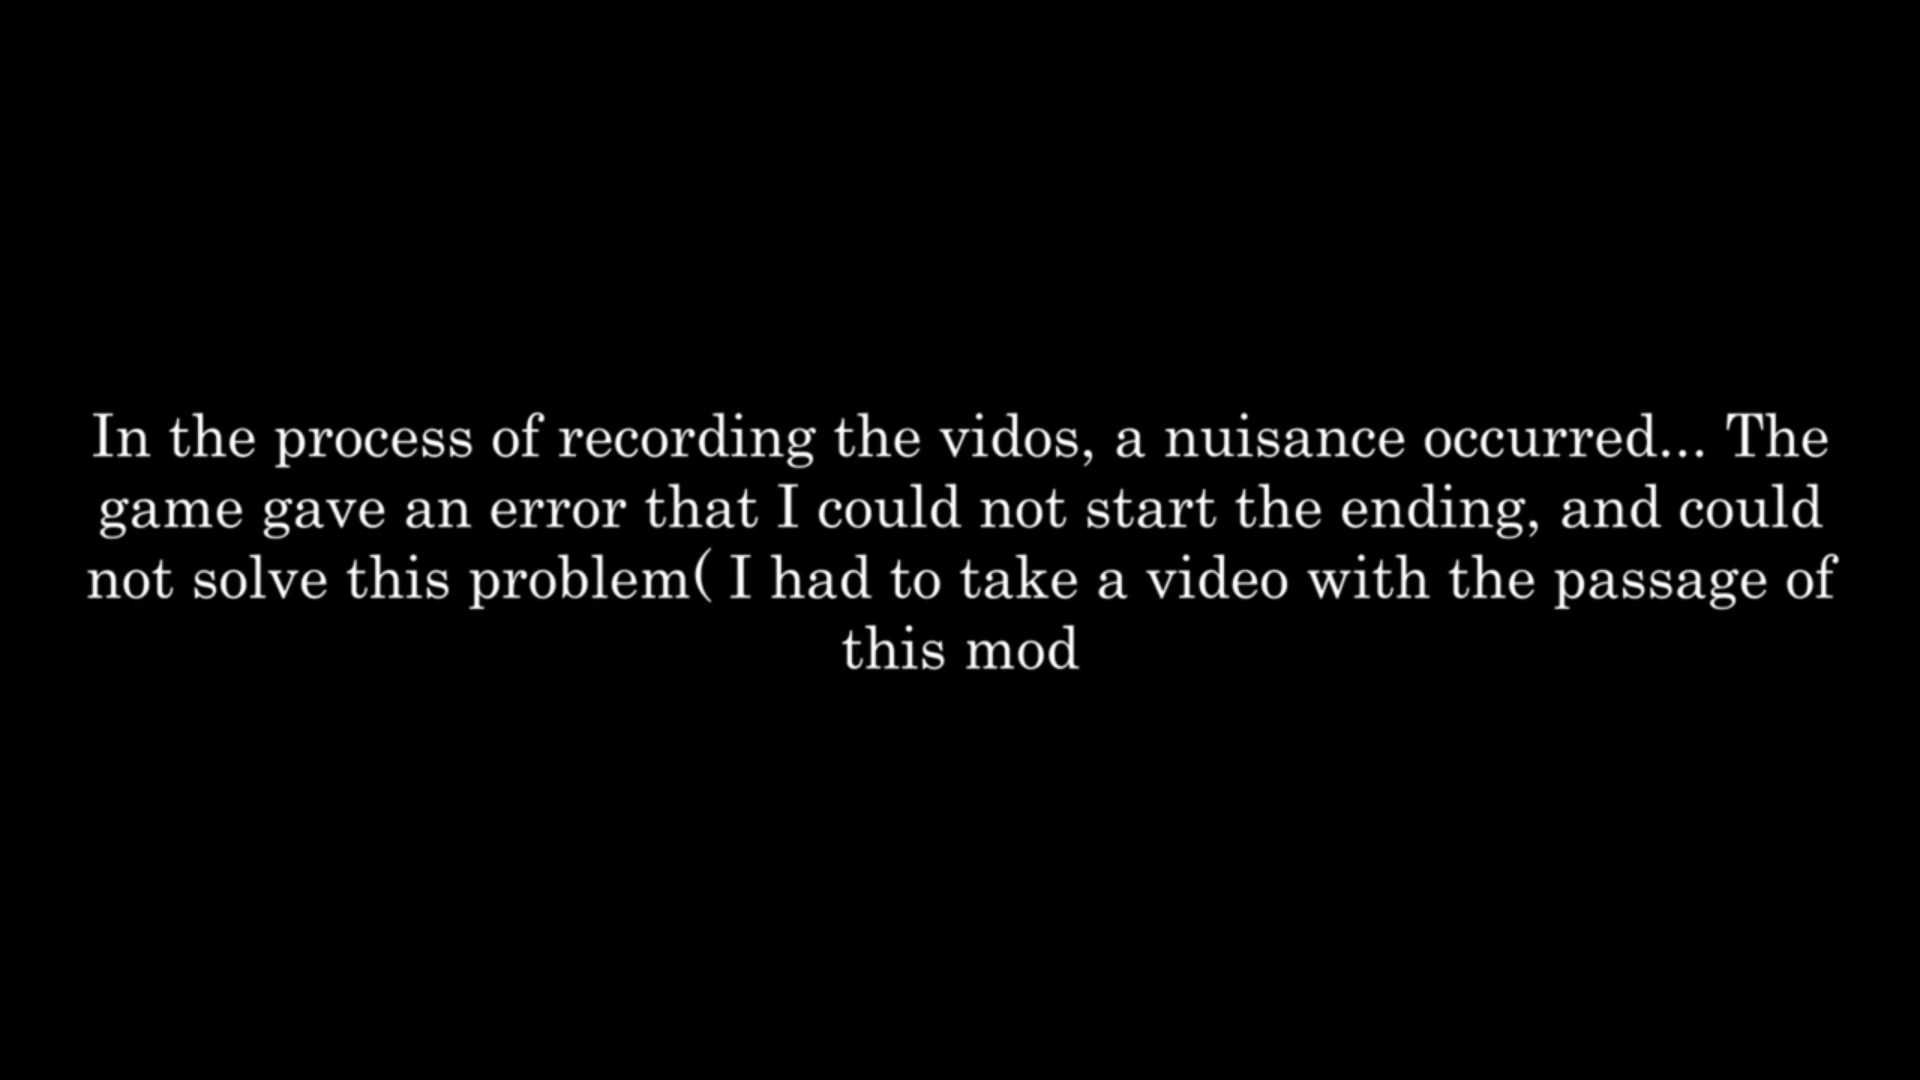 In the process of recording the vidos, a nuisance occurred... The
game gave an error that I could not start the ending, and could
not solve this problem( I had to take a video with the passage of
this mod